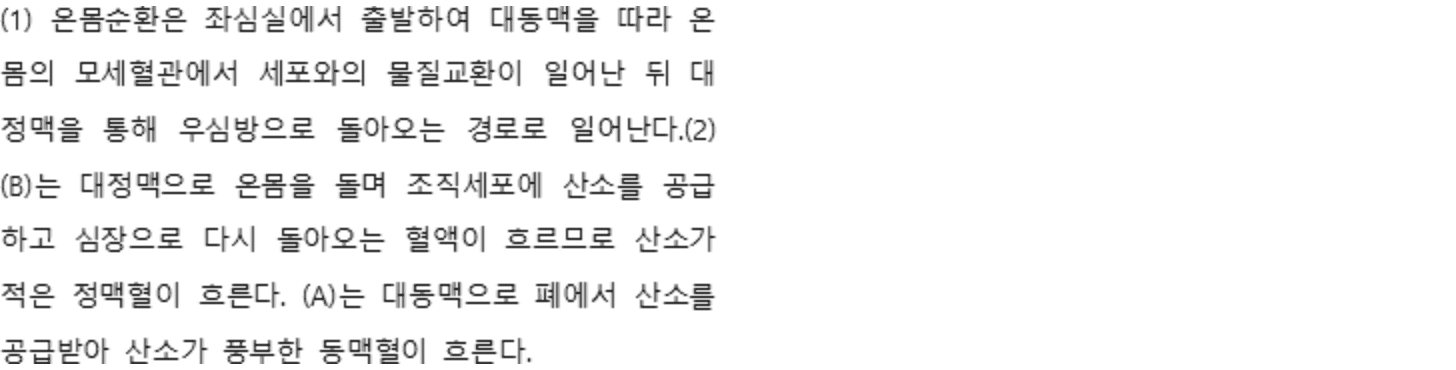 (1) 온몸순환은 좌심실에서 출발하여 대동맥을 따라 온
몸의 모세혈관에서 세포와의 물질교환이 일어난 뒤 대
정맥을 통해 우심방으로 돌아오는 경로로 일어난다.(2)
(B)는 대정맥으로 온몸을 돌며 조직세포에 산소를 공급
하고 심장으로 다시 돌아오는 혈액이 흐르므로 산소가
적은 정맥혈이 흐른다. (A)는 대동맥으로 폐에서 산소를
공급받아 산소가 풍부한 동맥혈이 흐른다.